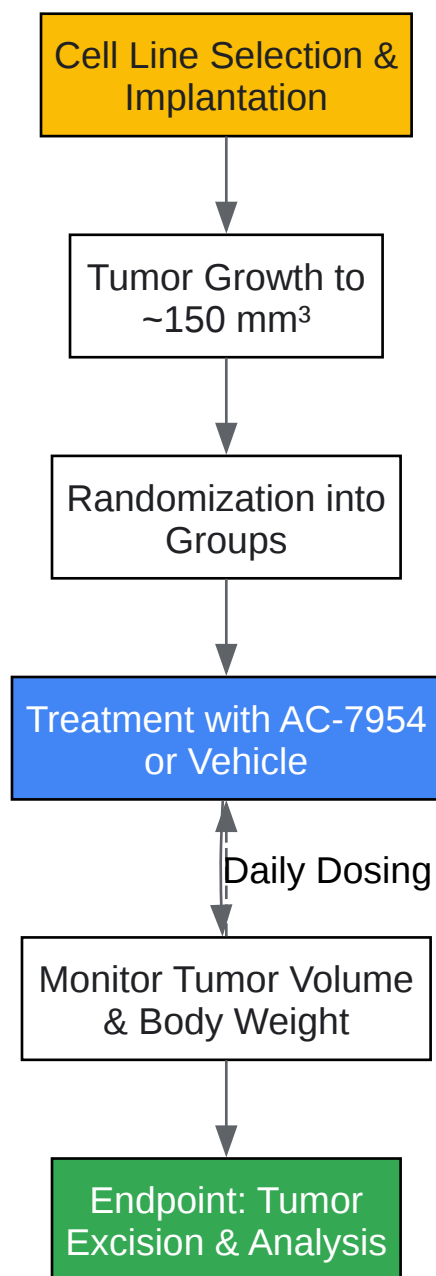 Cell Line Selection &
Implantation
Tumor Growth to
~150 mm³
Randomization into
Groups
Treatment with AC-7954
or Vehicle
Daily Dosing
Monitor Tumor Volume
& Body Weight
Endpoint: Tumor
Excision & Analysis